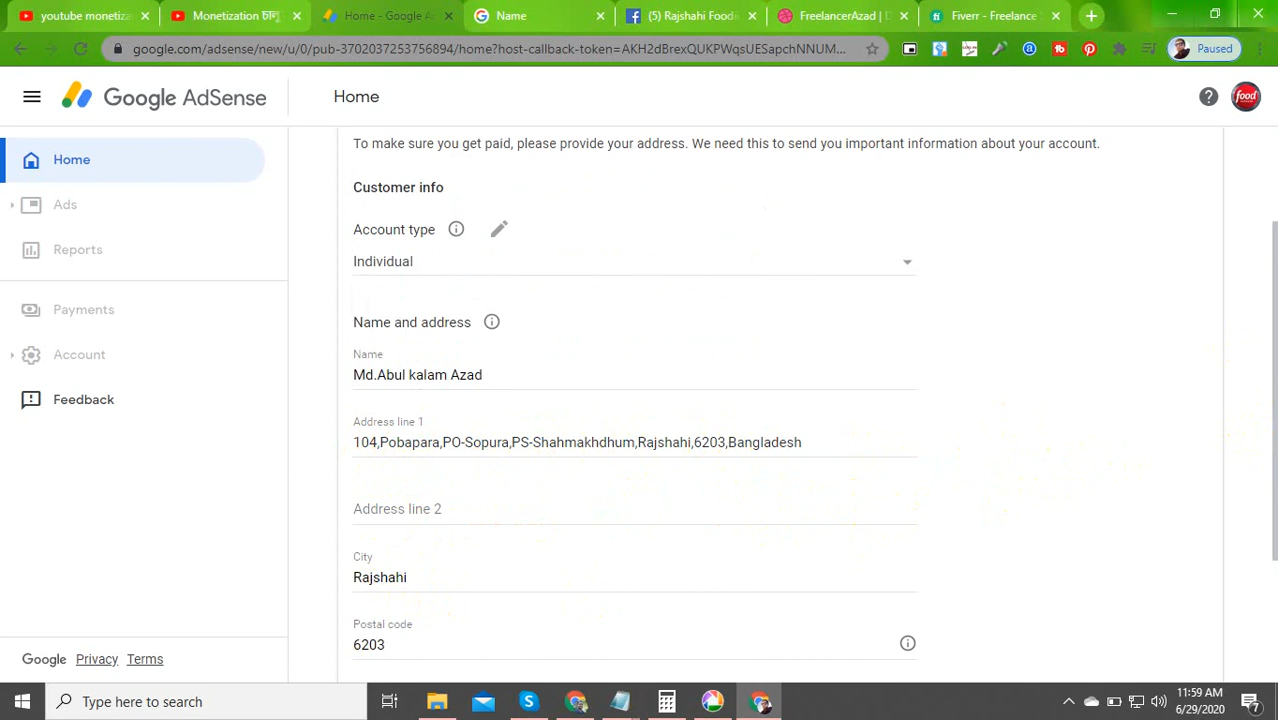 youtube monetiza
Monetization চালু
Home - Google Ad
Name
(5) Rajshahi Foodie
FreelancerAzad | D
Fiverr - Freelance S
google.com/adsense/new/u/0/pub-3702037253756894/home?host-callback-token=AKH2dBrexQUKPWqsUESapchNNUM...
Paused
Google AdSense
Home
food
Home
Ads
Reports
Payments
Account
Feedback
Google Privacy Terms
To make sure you get paid, please provide your address. We need this to send you important information about your account.
Customer info
Account type
Individual
Name and address
Name
Md.Abul kalam Azad
Address line 1
104,Pobapara,PO-Sopura,PS-Shahmakhdhum,Rajshahi,6203,Bangladesh
Address line 2
City
Rajshahi
Postal code
6203
Type here to search
11:59 AM
6/29/2020
7